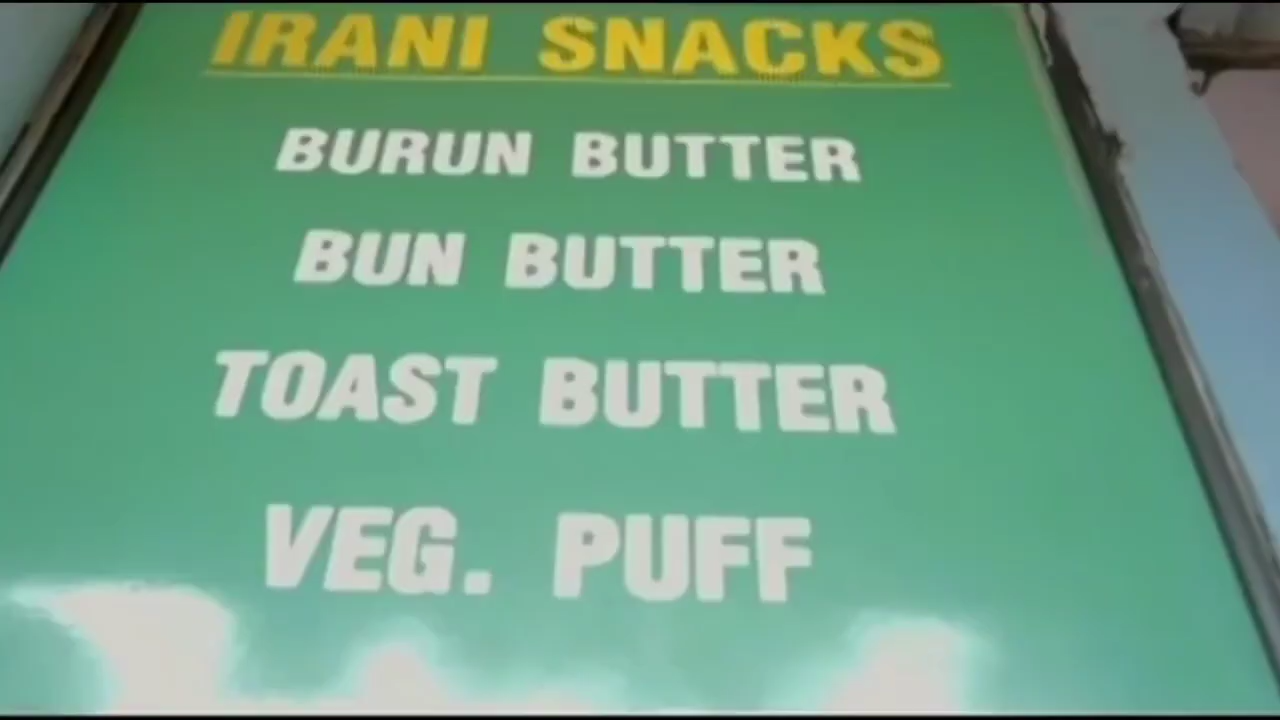 IRANI SNACKS
BURUN BUTTER
BUN BUTTER
TOAST BUTTER
VEG. PUFF